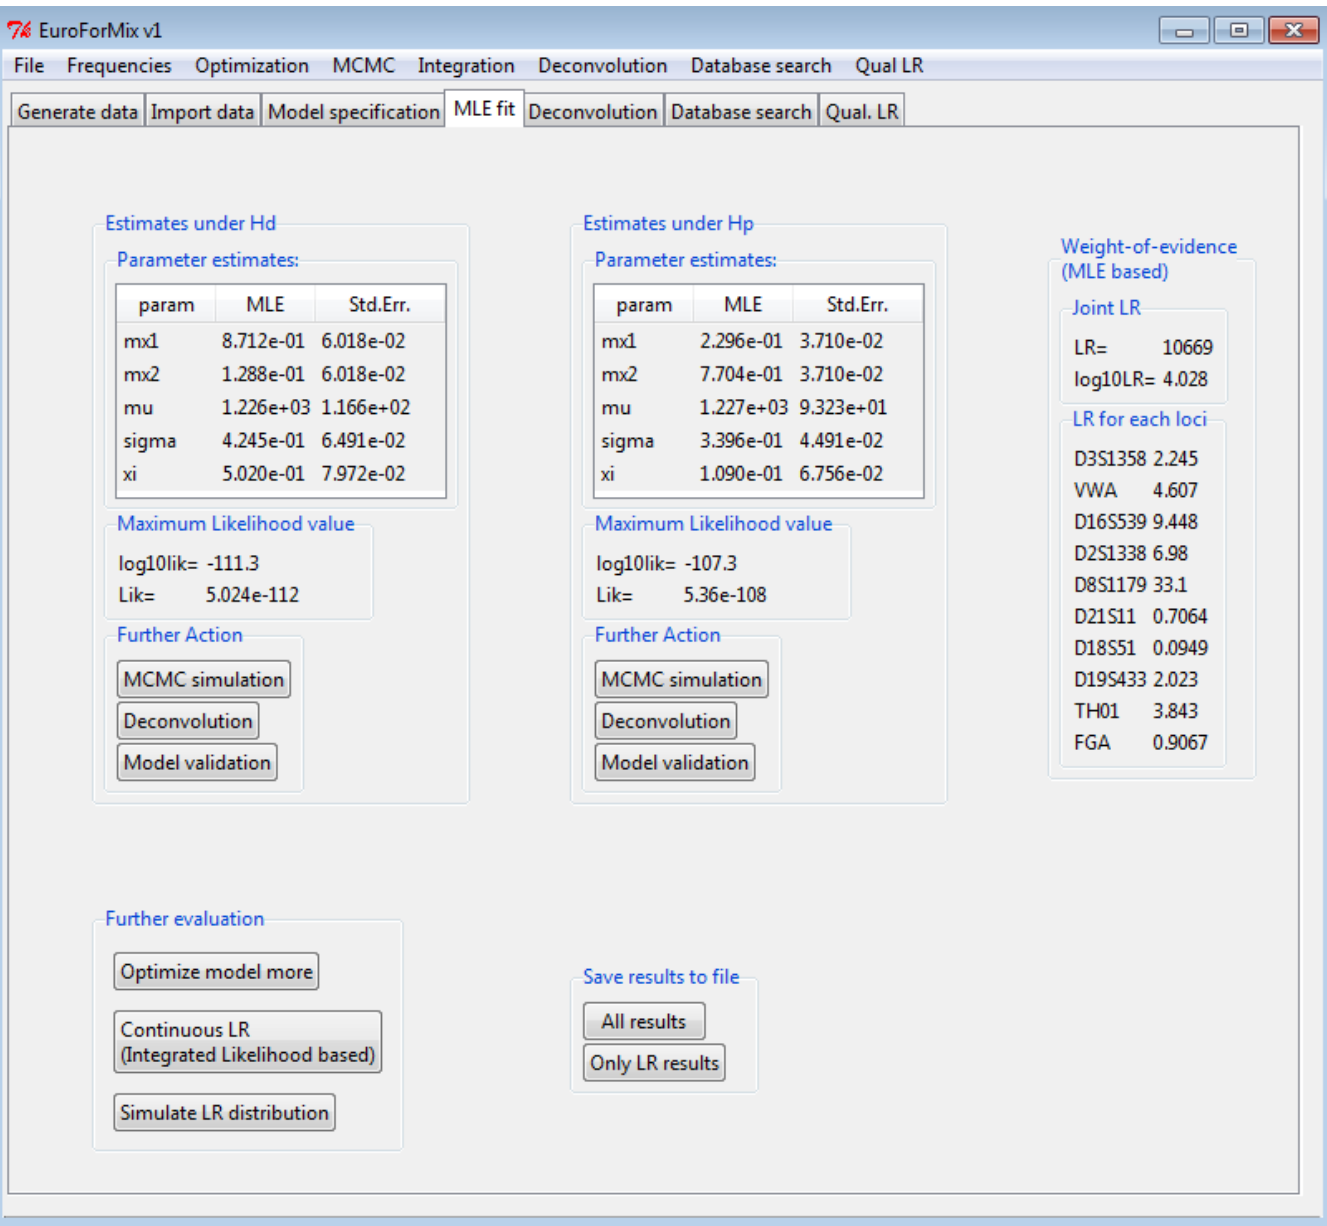 EuroForMix v1
File Frequencies Optimization MCMC Integration Deconvolution Database search Qual LR
Generate data Import data Model specification MLE fit Deconvolution Database search Qual. LR
Estimates under Hd
Parameter estimates:
param MLE Std.Err.
mx1 8.712e-01 6.018e-02
mx2 1.288e-01 6.018e-02
mu 1.226e+03 1.166e+02
sigma 4.245e-01 6.491e-02
xi 5.020e-01 7.972e-02
Maximum Likelihood value
log10lik= -111.3
Lik= 5.024e-112
Further Action
MCMC simulation
Deconvolution
Model validation
Estimates under Hp
Parameter estimates:
param MLE Std.Err.
mx1 2.296e-01 3.710e-02
mx2 7.704e-01 3.710e-02
mu 1.227e+03 9.323e+01
sigma 3.396e-01 4.491e-02
xi 1.090e-01 6.756e-02
Maximum Likelihood value
log10lik= -107.3
Lik= 5.36e-108
Further Action
MCMC simulation
Deconvolution
Model validation
Weight-of-evidence
(MLE based)
Joint LR
LR= 10669
log10LR= 4.028
LR for each loci
D3S1358 2.245
VWA 4.607
D16S539 9.448
D2S1338 6.98
D8S1179 33.1
D21S11 0.7064
D18S51 0.0949
D19S433 2.023
TH01 3.843
FGA 0.9067
Further evaluation
Optimize model more
Continuous LR
(Integrated Likelihood based)
Simulate LR distribution
Save results to file
All results
Only LR results